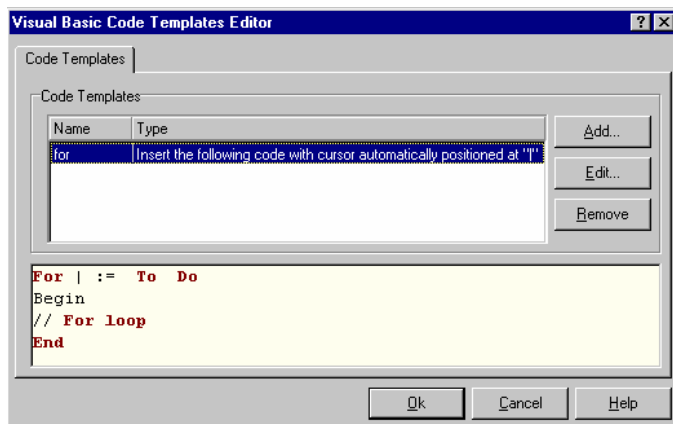 Visual Basic Code Templates Editor
Code Templates
Code Templates
Name Type
for Insert the following code with cursor automatically positioned at "|"
Add...
Edit...
Remove
For | := To Do
Begin
// For loop
End
Ok Cancel Help